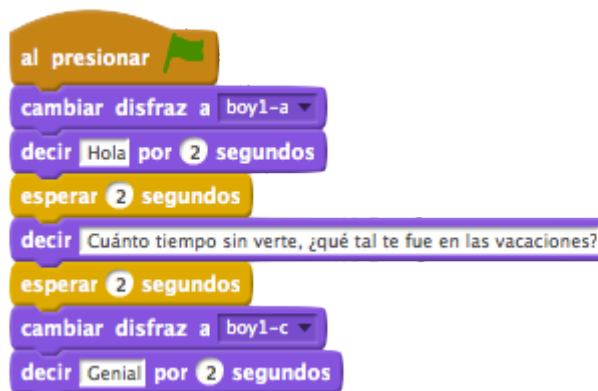 al presionar
cambiar disfraz a boy1-a
decir Hola por 2 segundos
esperar 2 segundos
decir Cuánto tiempo sin verte, ¿qué tal te fue en las vacaciones?
esperar 2 segundos
cambiar disfraz a boy1-c
decir Genial por 2 segundos